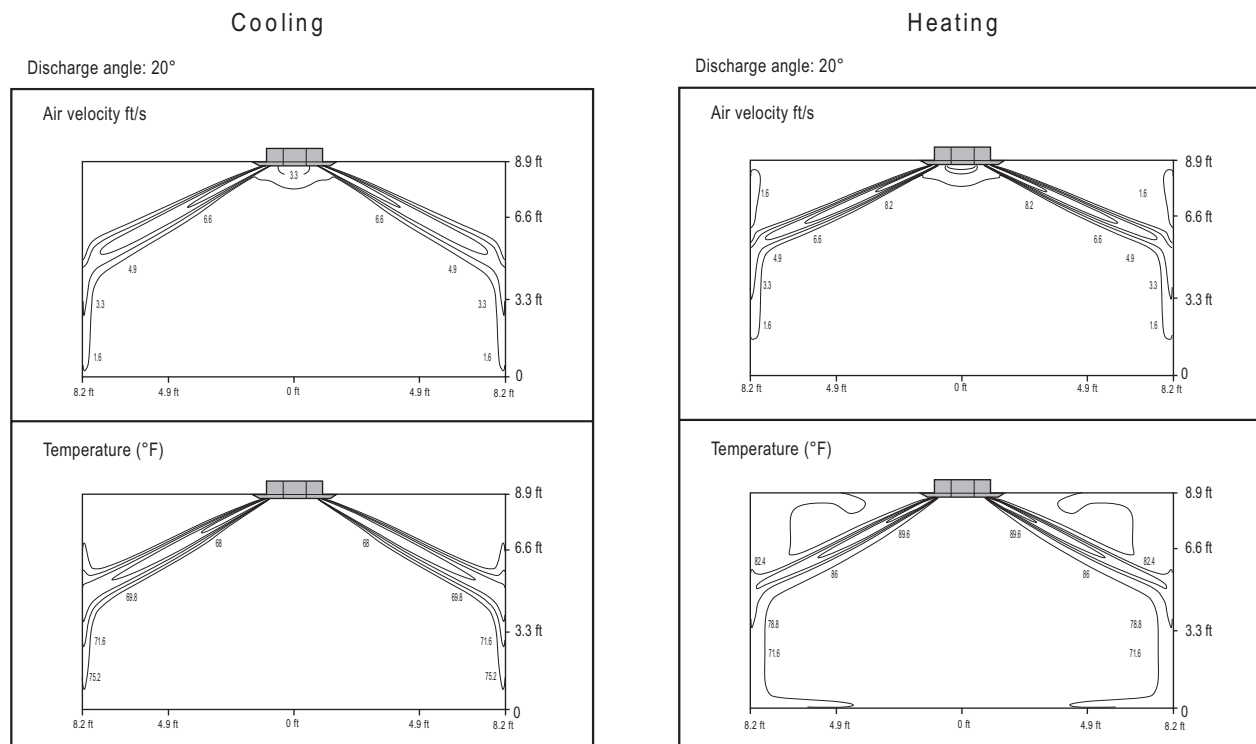 Cooling
Discharge angle: 20°
Air velocity ft/s
3.3
6.6 6.6
4.9 4.9
3.3 3.3
1.6 1.6
8.9 ft
6.6 ft
3.3 ft
0
8.2 ft 4.9 ft 0 ft 4.9 ft 8.2 ft
Temperature (°F)
68 68
69.8 69.8
71.6 71.6
75.2 75.2
8.9 ft
6.6 ft
3.3 ft
0
8.2 ft 4.9 ft 0 ft 4.9 ft 8.2 ft
Heating
Discharge angle: 20°
Air velocity ft/s
1.6 1.6
8.2 8.2
6.6 6.6
4.9 4.9
3.3 3.3
1.6 1.6
8.9 ft
6.6 ft
3.3 ft
0
8.2 ft 4.9 ft 0 ft 4.9 ft 8.2 ft
Temperature (°F)
89.6 89.6
82.4 82.4
86 86
78.8 78.8
71.6 71.6
8.9 ft
6.6 ft
3.3 ft
0
8.2 ft 4.9 ft 0 ft 4.9 ft 8.2 ft